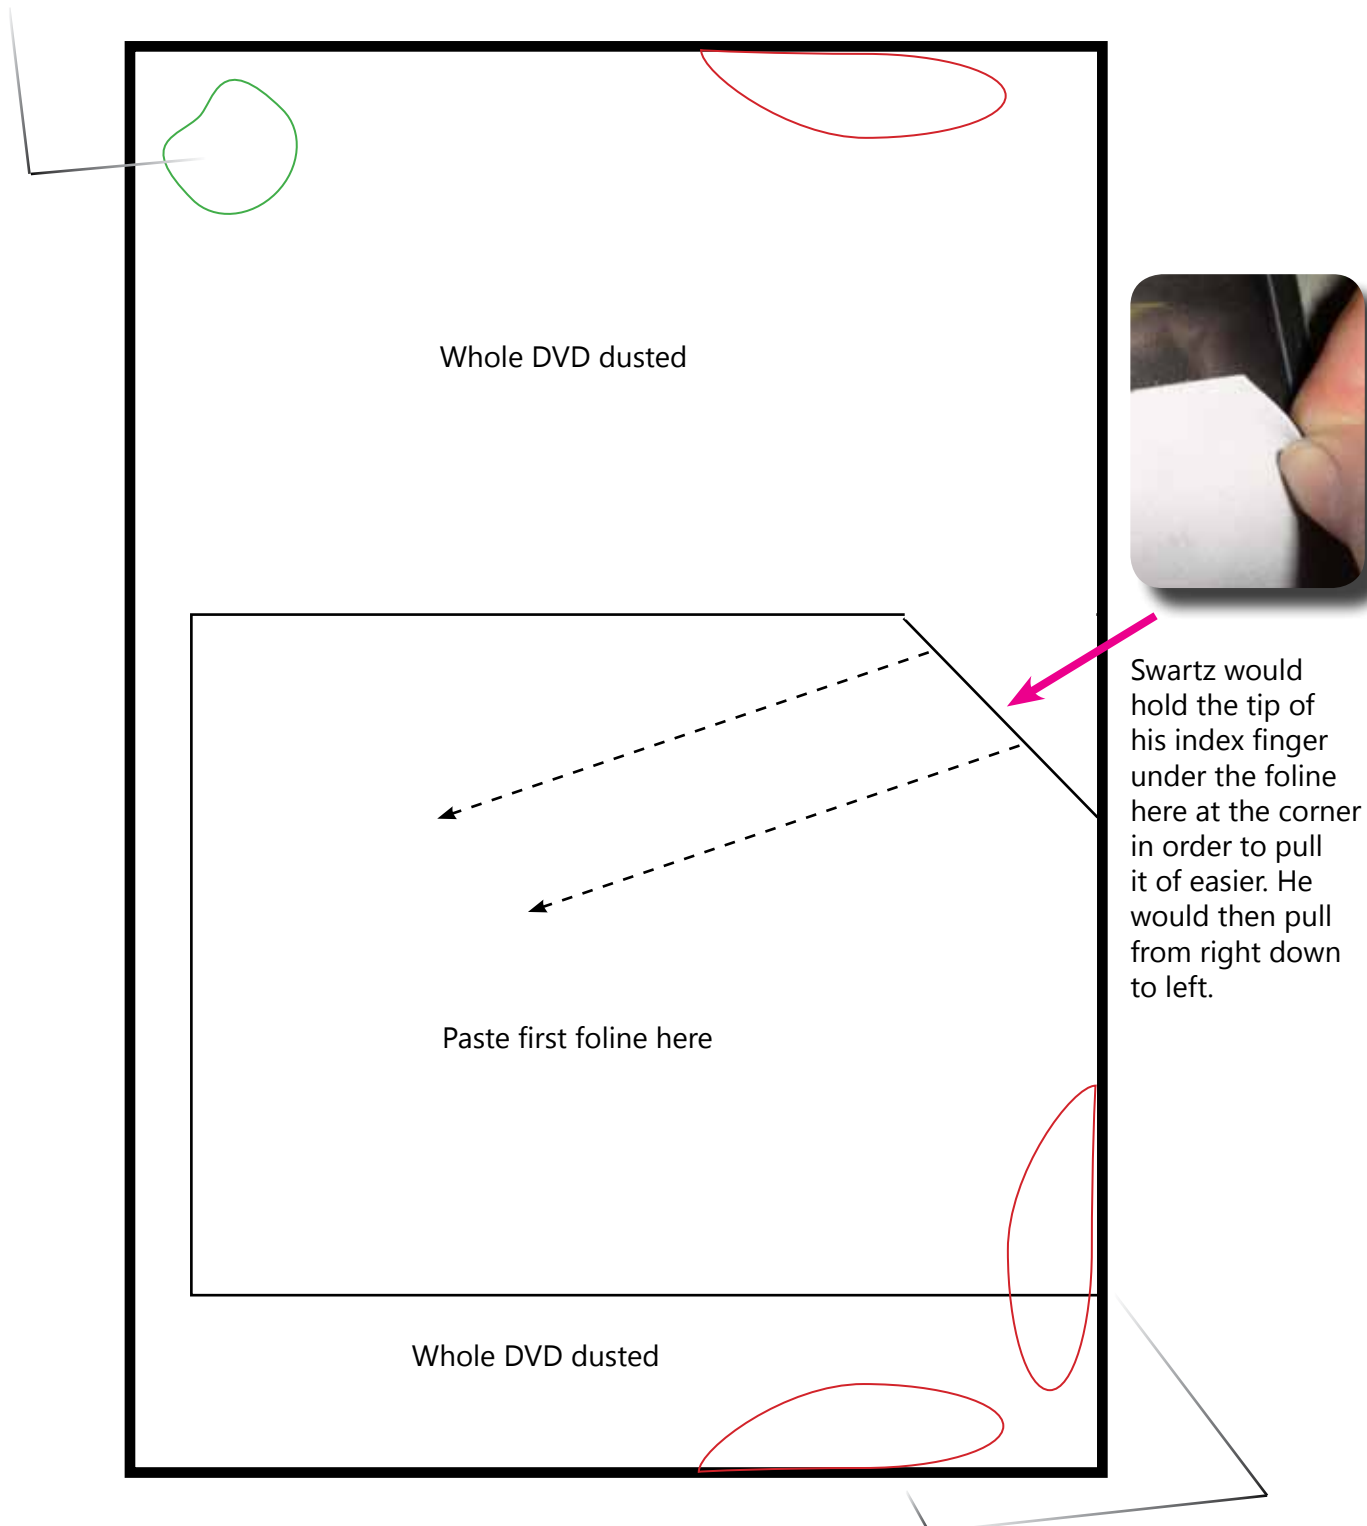 Whole DVD dusted
Swartz would
hold the tip of
his index finger
under the foline
here at the corner
in order to pull
it of easier. He
would then pull
from right down
to left.
Paste first foline here
Whole DVD dusted